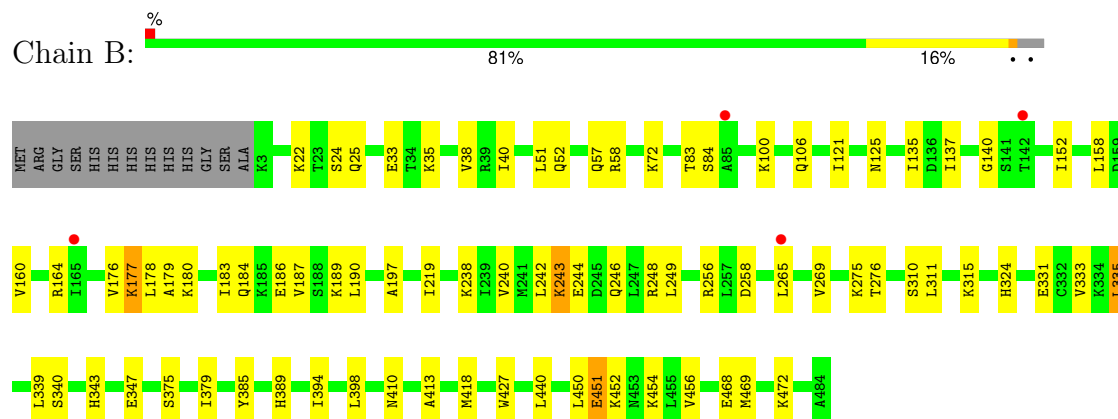 %
Chain B:
81% 16% • •
MET ARG GLY SER HIS HIS HIS HIS HIS HIS GLY SER ALA K3 K22 T23 S24 Q25 E33 T34 K35 V38 R39 I40 L51 Q52 Q57 R58 K72 T83 S84 A85 K100 Q106 I121 N125 I135 D136 I137 G140 S141 T142 I152 L158 D159
V160 R164 I165 V176 K177 L178 A179 K180 I183 Q184 K185 E186 V187 S188 K189 L190 A197 I219 K238 I239 V240 M241 L242 K243 E244 D245 Q246 L247 R248 L249 R256 L257 D258 L265 V269 K275 T276 S310 L311 K315 H324 E331 C332 V333 K334 L335
L339 S340 H343 E347 S375 I379 Y385 H389 I394 L398 N410 A413 M418 W427 L440 L450 E451 K452 N453 K454 L455 V456 E468 M469 K472 A484